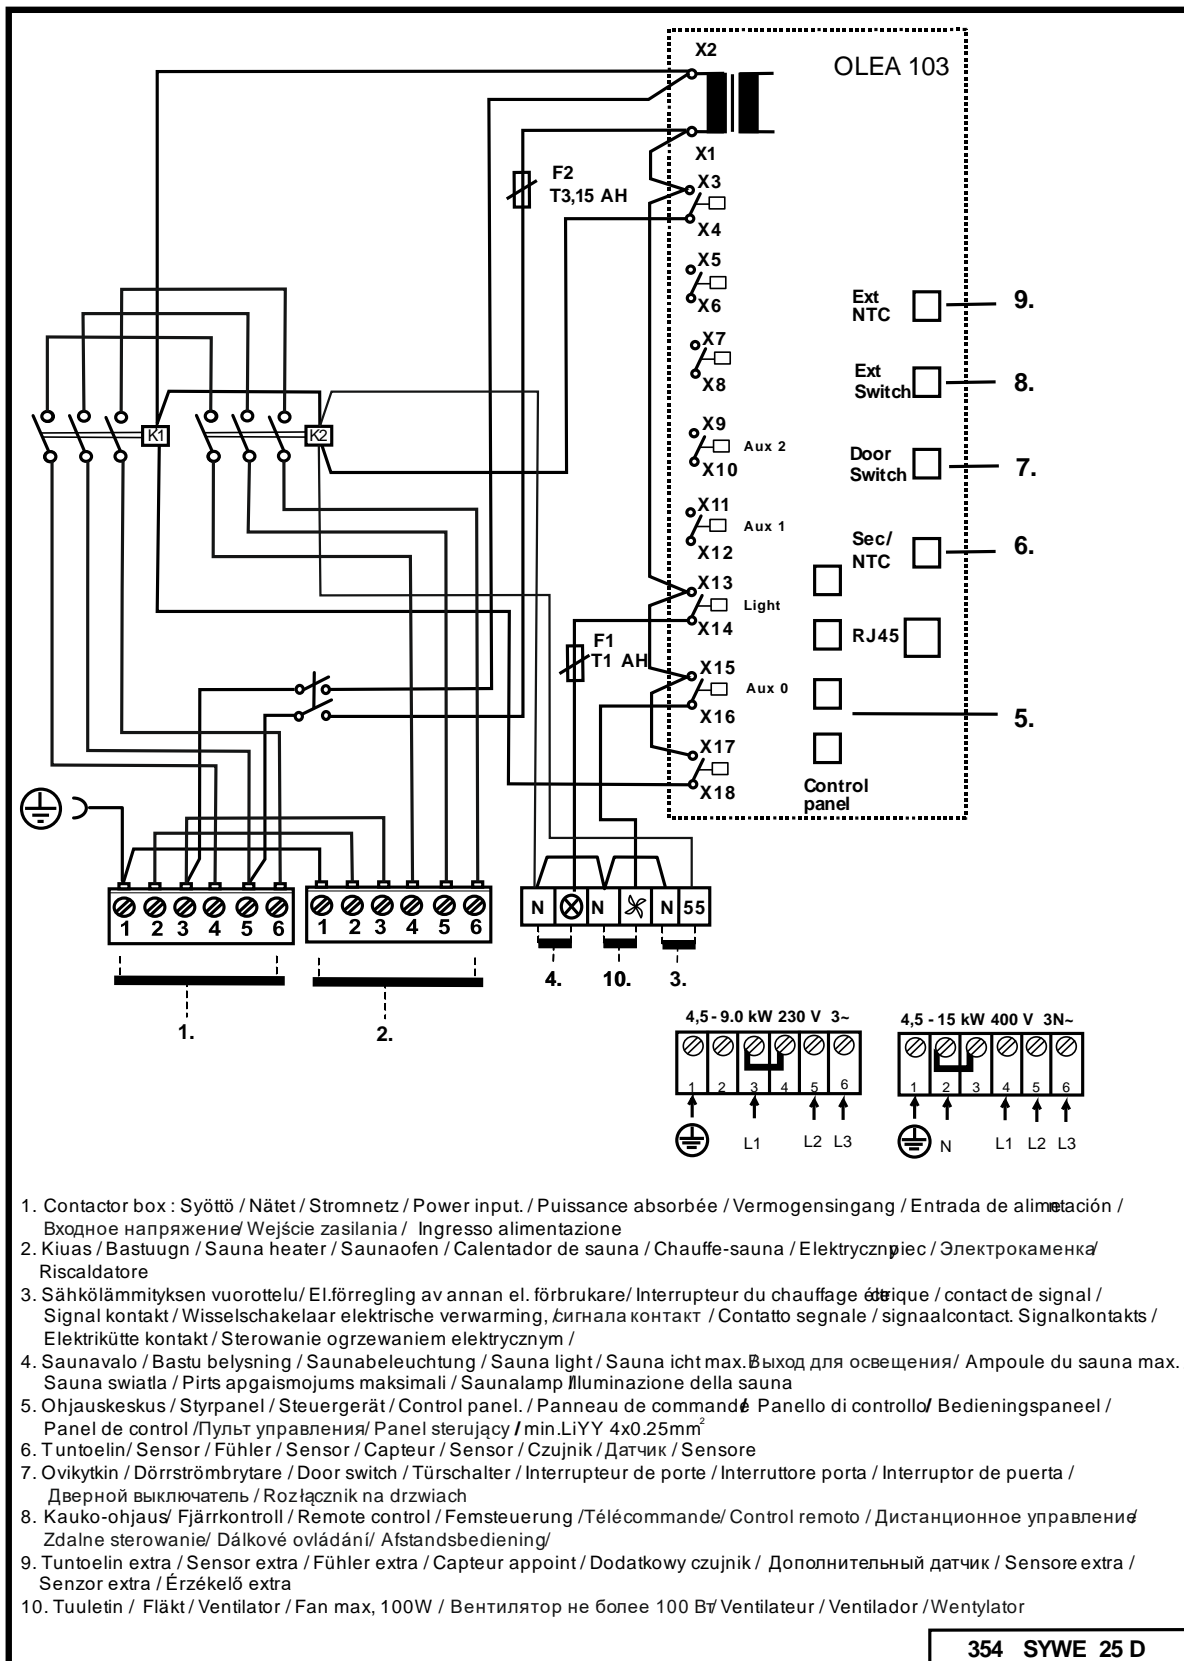 X2
OLEA 103
X1
F2
T3,15 AH
X3
X4
X5
X6
Ext
NTC
9.
X7
X8
Ext
Switch
8.
K1
K2
X9
Aux 2
X10
Door
Switch
7.
X11
Aux 1
X12
Sec/
NTC
6.
X13
Light
X14
RJ45
F1
T1 AH
X15
Aux 0
X16
5.
X17
X18
Control
panel
1 2 3 4 5 6
1 2 3 4 5 6
N N N 55
4. 10. 3.
1. 2.
4,5 - 9.0 kW 230 V 3~
4,5 - 15 kW 400 V 3N~
1 2 3 4 5 6
1 2 3 4 5 6
L1 L2 L3
N L1 L2 L3
1. Contactor box : Syöttö / Nätet / Stromnetz / Power input. / Puissance absorbée / Vermogensingang / Entrada de
Входное напряжение/ Wejście zasilania / Ingresso alimentazione
2. Kiuas / Bastuugn / Sauna heater / Saunaofen / Calentador de sauna / Chauffe-sauna / Электрокаменка/
Riscaldatore
3. Sähkölämmityksen vuorottelu/ El.förregling av annan el. förbrukare/ Interrupteur du chauffage / contact de signal /
Signal kontakt / Wisselschakelaar elektrische verwarming, /сигнала контакт / Contatto segnale / signaalcontact. Signalkontakts /
Elektrikütte kontakt / Sterowanie ogrzewaniem elektrycznym /
4. Saunavalo / Bastu belysning / Saunabeleuchtung / Sauna light / Sauna icht max. Выход для освещения/ Ampoule du sauna max.
Sauna swiatla / Pirts apgaismojums maksimali / Saunalamp Illuminazione della sauna
5. Ohjauskeskus / Styrpanel / Steuergerät / Control panel. / Panneau de commande Panello di controllo/ Bedieningspaneel /
Panel de control /Пульт управления/ Panel sterujący / min.LiYY 4x0.25mm²
6. Tuntoelin/ Sensor / Fühler / Sensor / Capteur / Sensor / Czujnik / Датчик / Sensore
7. Ovikytkin / Dörrströmbrytare / Door switch / Türschalter / Interrupteur de porte / Interruttore porta / Interruptor de puerta /
Дверной выключатель / Rozłącznik na drzwiach
8. Kauko-ohjaus/ Fjärrkontroll / Remote control / Femsteuerung /Télécommande/ Control remoto / Дистанционное управление/
Zdalne sterowanie/ Dálkové ovládání/ Afstandsbediening/
9. Tuntoelin extra / Sensor extra / Fühler extra / Capteur appoint / Dodatkowy czujnik / Дополнительный датчик / Sensore extra /
Senzor extra / Érzékelő extra
10. Tuuletin / Fläkt / Ventilator / Fan max, 100W / Вентилятор не более 100 Вт/ Ventilateur / Ventilador / Wentylator
354 SYWE 25 D